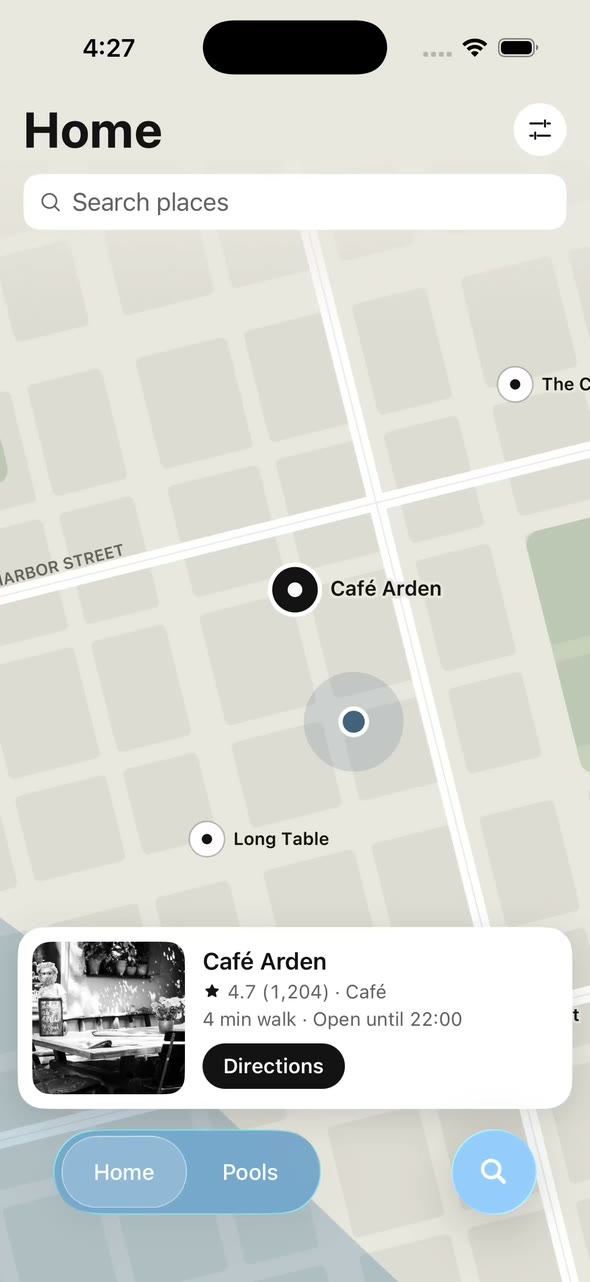 4:27
Home
Search places
The C
HARBOR STREET
Café Arden
Long Table
Café Arden
4.7 (1,204) · Café
4 min walk · Open until 22:00
t
Directions
Home
Pools